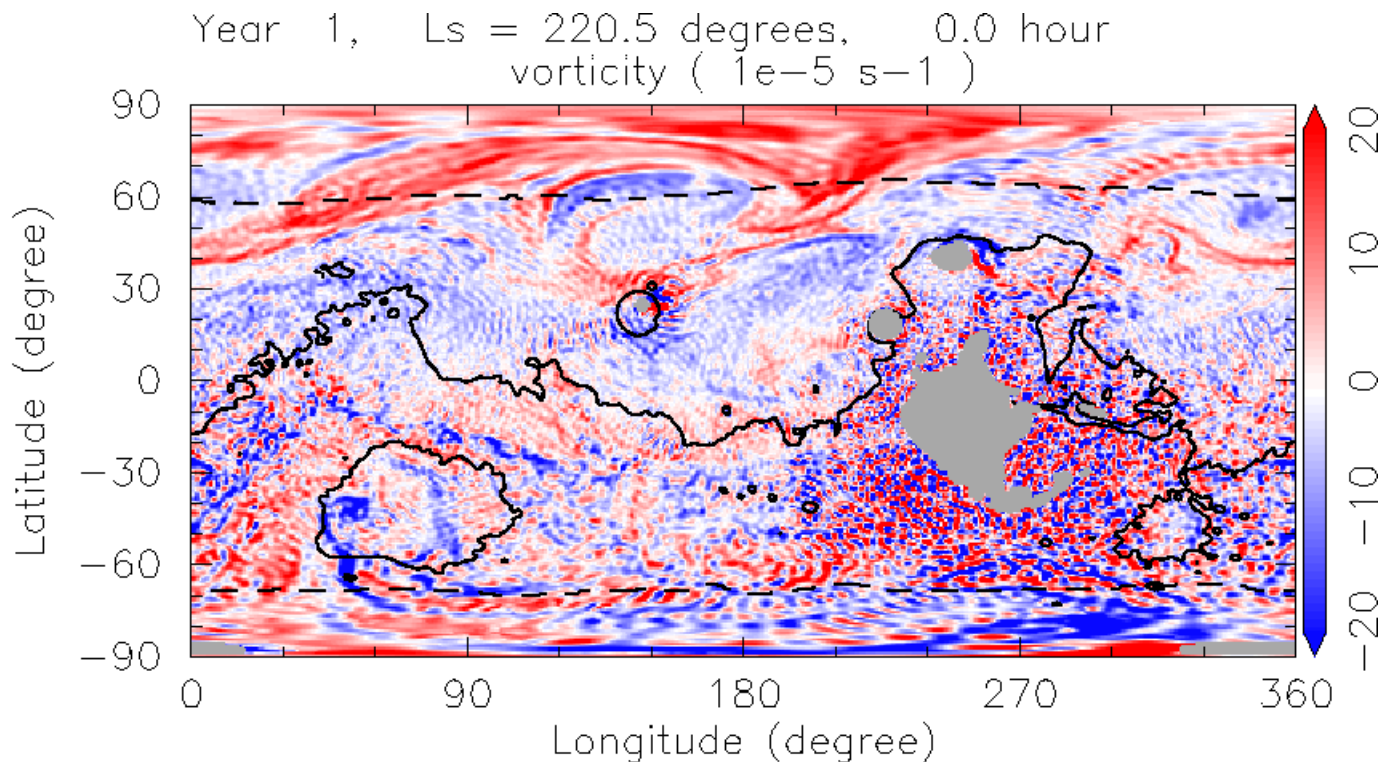 Year 1, Ls = 220.5 degrees, 0.0 hour
vorticity ( 1e−5 s−1 )
90
60
30
0
−30
−60
−90
Latitude (degree)
0 90 180 270 360
Longitude (degree)
20
10
0
−10
−20